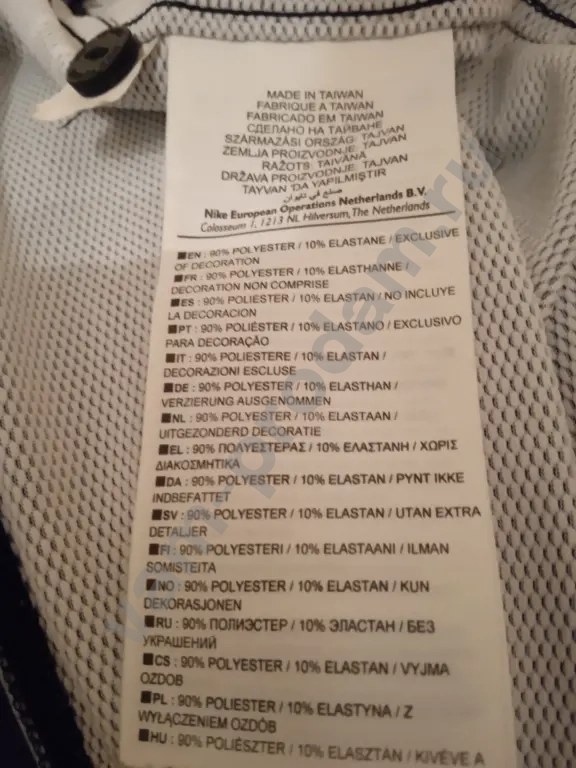 MADE IN TAIWAN
FABRIQUE A TAIWAN
FABRICADO EM TAIWAN
СДЕЛАНО НА ТАЙВАНЕ
SZÁRMAZÁSI ORSZÁG: TAJVAN
ZEMLJA PROIZVODNJE: TAJVAN
RAŽOTS TAIVĀNĀ
DRŽAVA PROIZVODNJE: TAJVAN
TAYVAN 'DA YAPILMIŞTIR
صنع في تايوان
Nike European Operations Netherlands B.V.
Colosseum 1, 1213 NL Hilversum, The Netherlands
EN : 90% POLYESTER / 10% ELASTANE / EXCLUSIVE
OF DECORATION
FR : 90% POLYESTER / 10% ELASTHANNE /
DECORATION NON COMPRISE
ES : 90% POLIÉSTER / 10% ELASTAN / NO INCLUYE
LA DECORACION
PT : 90% POLIÉSTER / 10% ELASTANO / EXCLUSIVO
PARA DECORAÇÃO
IT : 90% POLIESTERE / 10% ELASTAN /
DECORAZIONI ESCLUSE
DE : 90% POLYESTER / 10% ELASTHAN /
VERZIERUNG AUSGENOMMEN
NL : 90% POLYESTER / 10% ELASTAAN /
UITGEZONDERD DECORATIE
EL : 90% ΠΟΛΥΕΣΤΕΡΑΣ / 10% ΕΛΑΣΤΑΝΗ / ΧΩΡΙΣ
ΔΙΑΚΟΣΜΗΤΙΚΑ
DA : 90% POLYESTER / 10% ELASTAN / PYNT IKKE
INDBEFATTET
SV : 90% POLYESTER / 10% ELASTAN / UTAN EXTRA
DETALJER
FI : 90% POLYESTERI / 10% ELASTAANI / ILMAN
SOMISTEITA
NO : 90% POLYESTER / 10% ELASTAN / KUN
DEKORASJONEN
RU : 90% ПОЛИЭСТЕР / 10% ЭЛАСТАН / БЕЗ
УКРАШЕНИЙ
CS : 90% POLYESTER / 10% ELASTAN / VYJMA
OZDOB
PL : 90% POLIESTER / 10% ELASTYNA / Z
WYŁĄCZENIEM OZDÓB
HU : 90% POLIÉSZTER / 10% ELASZTÁN / KIVÉVE A